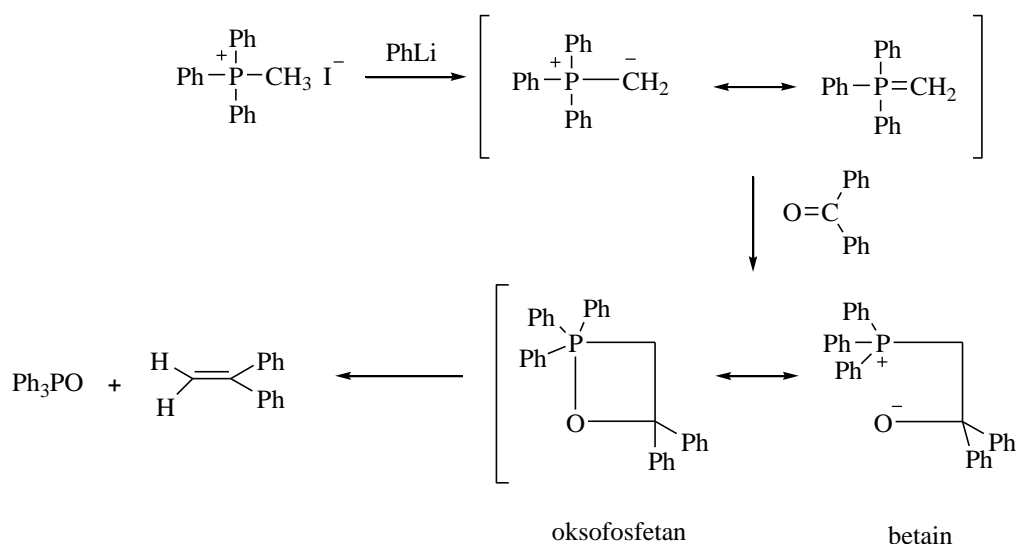 Ph
Ph P + CH3 I −
Ph
PhLi
Ph
Ph P + CH2 −
Ph
Ph
Ph P=CH2
Ph
Ph
O=C
Ph
Ph Ph
Ph P
O
Ph
Ph
Ph
Ph P +
Ph
O −
Ph
Ph
Ph3PO + H
H
Ph
Ph
oksofosfetan betain